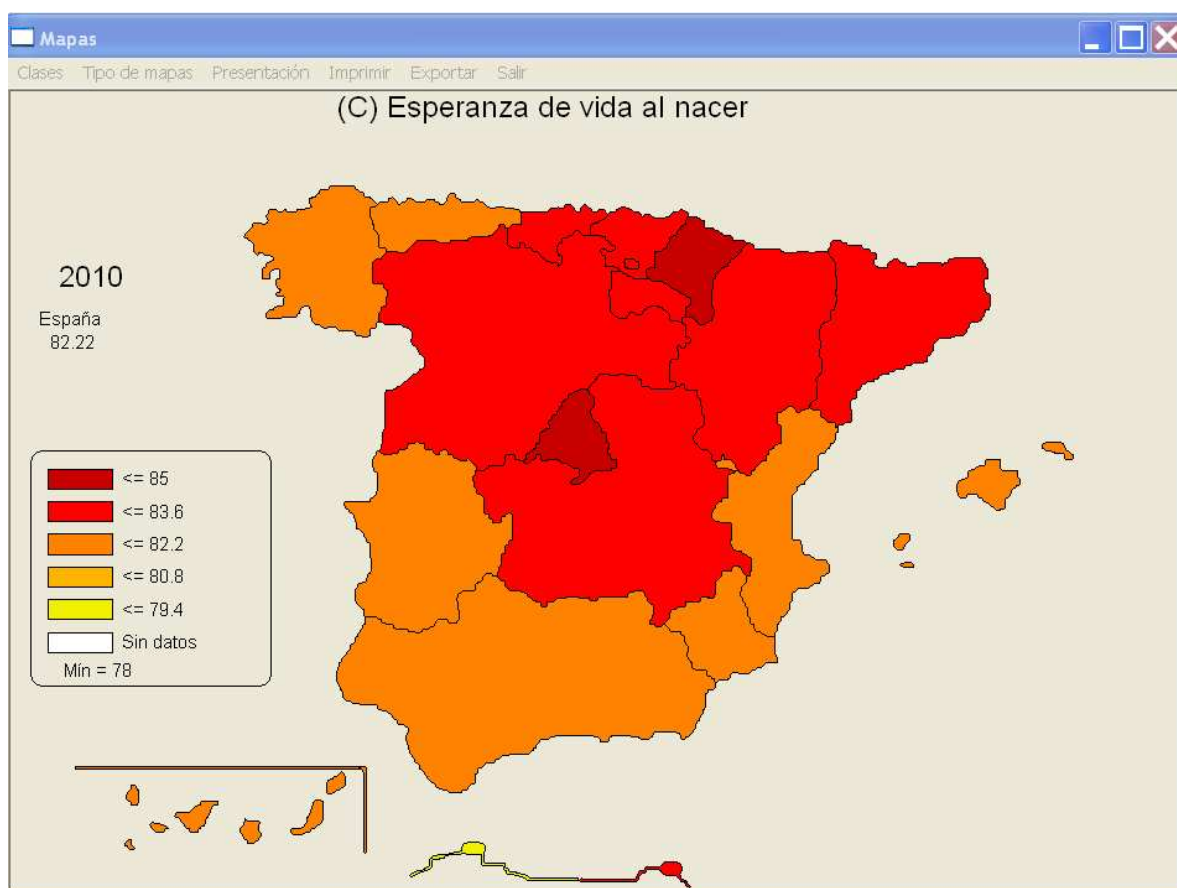 Mapas
Clases Tipo de mapas Presentación Imprimir Exportar Salir
(C) Esperanza de vida al nacer
2010
España
82.22
<= 85
<= 83.6
<= 82.2
<= 80.8
<= 79.4
Sin datos
Mín = 78